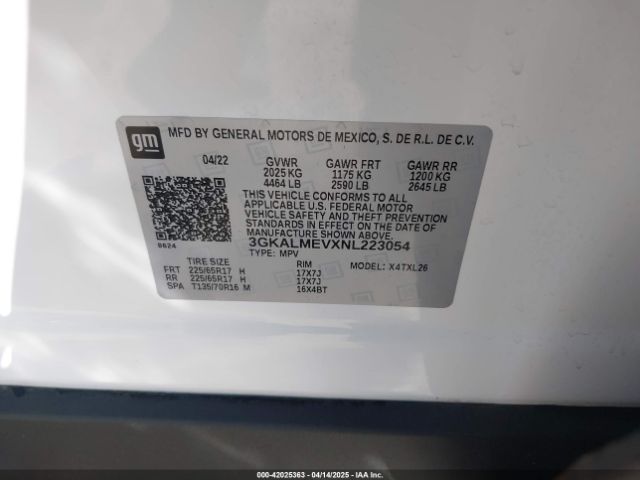 gm
MFD BY GENERAL MOTORS DE MEXICO, S. DE R.L. DE C.V.
04/22 GVWR GAWR FRT GAWR RR
2025 KG 1175 KG 1200 KG
4464 LB 2590 LB 2645 LB
THIS VEHICLE CONFORMS TO ALL
APPLICABLE U.S. FEDERAL MOTOR
VEHICLE SAFETY AND THEFT PREVENTION
STANDARDS IN EFFECT ON THE DATE OF
MANUFACTURE SHOWN ABOVE.
8624 3GKALMEVXNL223054
TYPE: MPV
TIRE SIZE RIM MODEL: X4TXL26
FRT 225/65R17 H 17X7J
RR 225/65R17 H 17X7J
SPA T135/70R16 M 16X4BT
000-42025363 - 04/14/2025 - IAA Inc.